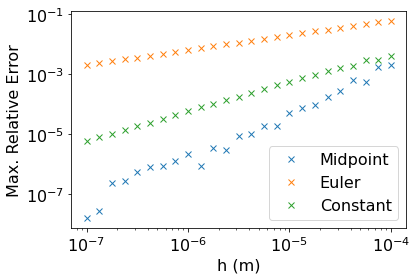 10⁻¹
10⁻³
10⁻⁵
10⁻⁷
Max. Relative Error
Midpoint
Euler
Constant
10⁻⁷ 10⁻⁶ 10⁻⁵ 10⁻⁴
h (m)